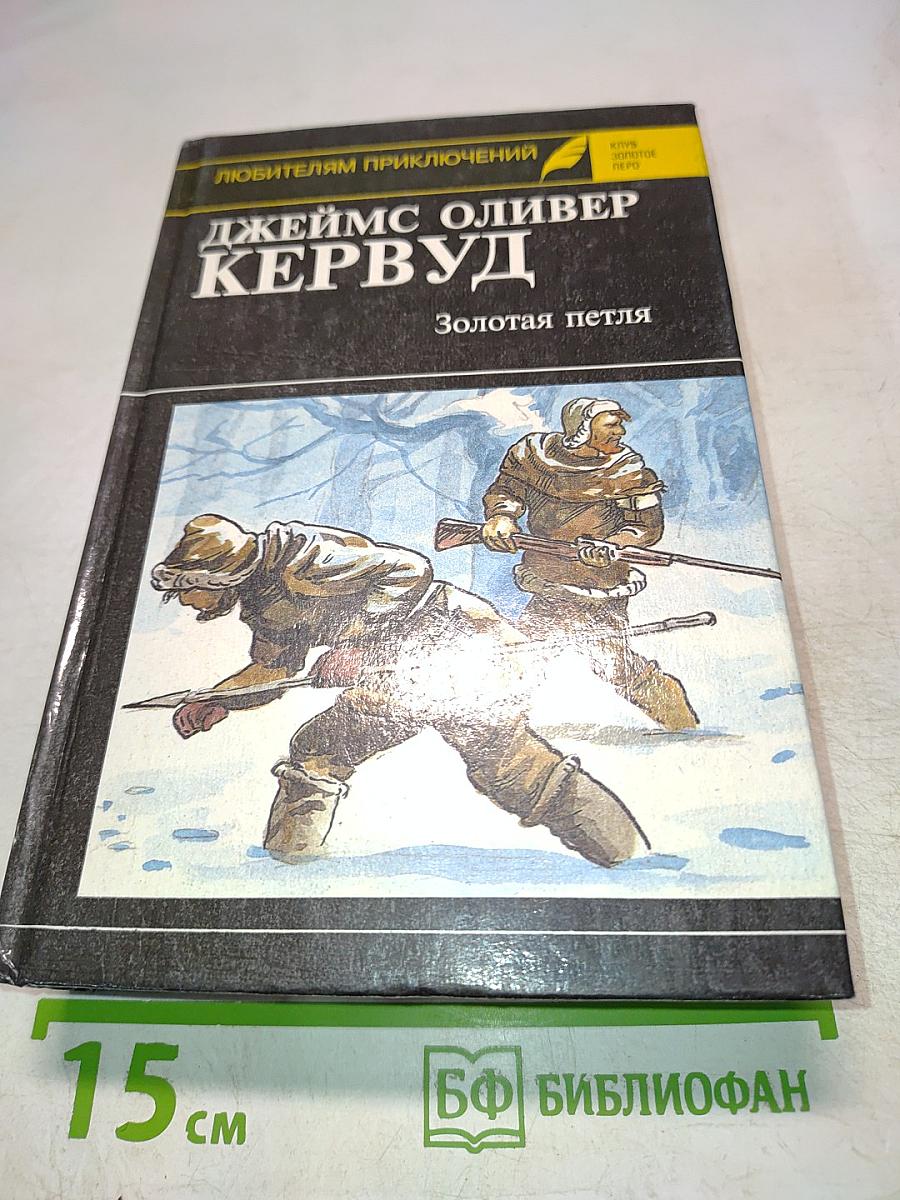 ЛЮБИТЕЛЯМ ПРИКЛЮЧЕНИЙ
КЛУБ
ЗОЛОТОЕ
ПЕРО
ДЖЕЙМС ОЛИВЕР
КЕРВУД
Золотая петля
15 см
БФ БИБЛИОФАН